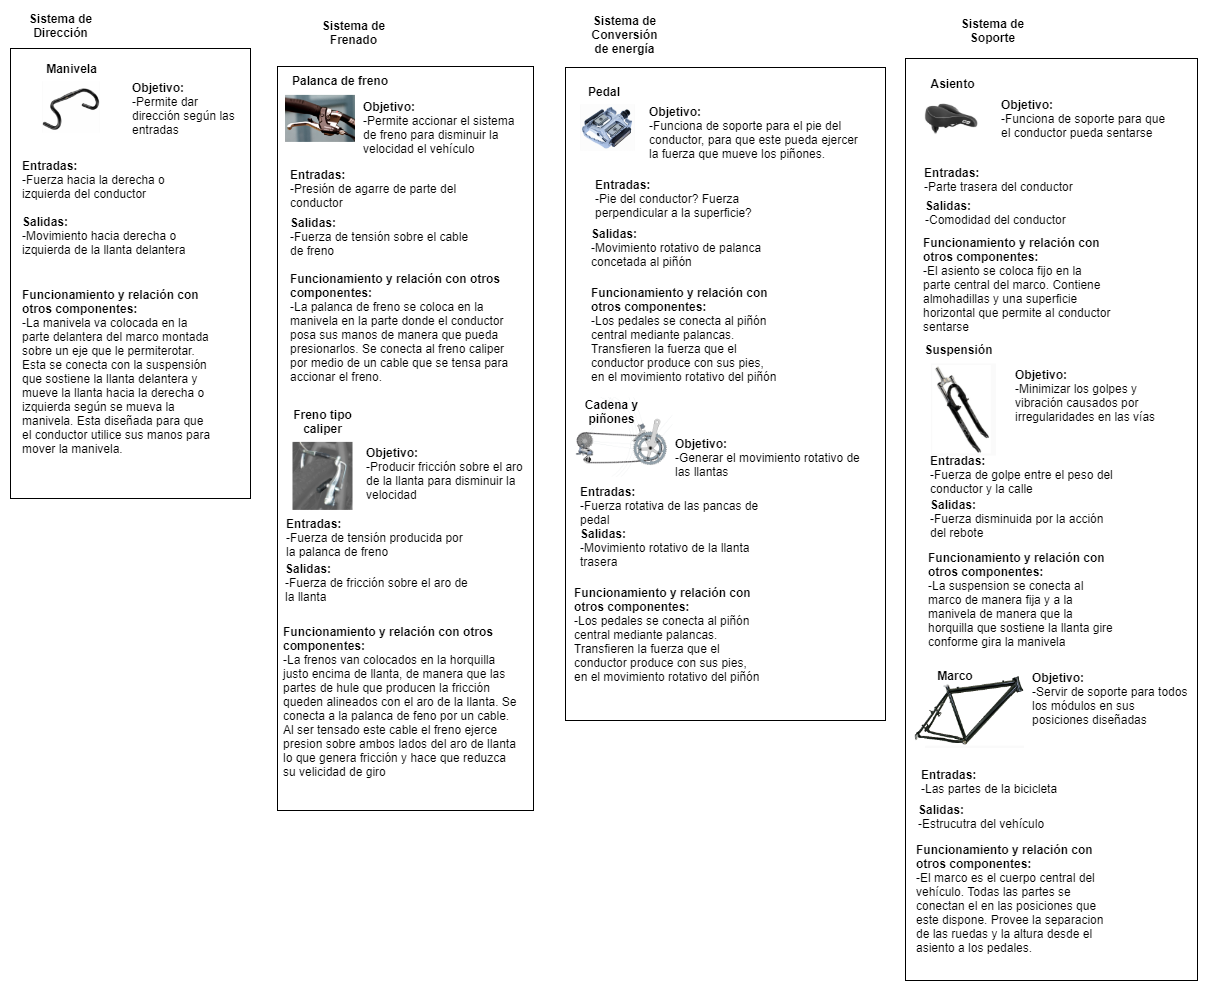 Sistema de
Dirección
Manivela
Objetivo:
-Permite dar
dirección según las
entradas
Entradas:
-Fuerza hacia la derecha o
izquierda del conductor
Salidas:
-Movimiento hacia derecha o
izquierda de la llanta delantera
Funcionamiento y relación con
otros componentes:
-La manivela va colocada en la
parte delantera del marco montada
sobre un eje que le permiterotar.
Esta se conecta con la suspensión
que sostiene la llanta delantera y
mueve la llanta hacia la derecha o
izquierda según se mueva la
manivela. Esta diseñada para que
el conductor utilice sus manos para
mover la manivela.
Sistema de
Frenado
Palanca de freno
Objetivo:
-Permite accionar el sistema
de freno para disminuir la
velocidad el vehículo
Entradas:
-Presión de agarre de parte del
conductor
Salidas:
-Fuerza de tensión sobre el cable
de freno
Funcionamiento y relación con otros
componentes:
-La palanca de freno se coloca en la
manivela en la parte donde el conductor
posa sus manos de manera que pueda
presionarlos. Se conecta al freno caliper
por medio de un cable que se tensa para
accionar el freno.
Freno tipo
caliper
Objetivo:
-Producir fricción sobre el aro
de la llanta para disminuir la
velocidad
Entradas:
-Fuerza de tensión producida por
la palanca de freno
Salidas:
-Fuerza de fricción sobre el aro de
la llanta
Funcionamiento y relación con otros
componentes:
-La frenos van colocados en la horquilla
justo encima de llanta, de manera que las
partes de hule que producen la fricción
queden alineados con el aro de la llanta. Se
conecta a la palanca de feno por un cable.
Al ser tensado este cable el freno ejerce
presion sobre ambos lados del aro de llanta
lo que genera fricción y hace que reduzca
su velicidad de giro
Sistema de
Conversión
de energía
Pedal
Objetivo:
-Funciona de soporte para el pie del
conductor, para que este pueda ejercer
la fuerza que mueve los piñones.
Entradas:
-Pie del conductor? Fuerza
perpendicular a la superficie?
Salidas:
-Movimiento rotativo de palanca
concetada al piñón
Funcionamiento y relación con
otros componentes:
-Los pedales se conecta al piñón
central mediante palancas.
Transfieren la fuerza que el
conductor produce con sus pies,
en el movimiento rotativo del piñón
Cadena y
piñones
Objetivo:
-Generar el movimiento rotativo de
las llantas
Entradas:
-Fuerza rotativa de las pancas de
pedal
Salidas:
-Movimiento rotativo de la llanta
trasera
Funcionamiento y relación con
otros componentes:
-Los pedales se conecta al piñón
central mediante palancas.
Transfieren la fuerza que el
conductor produce con sus pies,
en el movimiento rotativo del piñón
Sistema de
Soporte
Asiento
Objetivo:
-Funciona de soporte para que
el conductor pueda sentarse
Entradas:
-Parte trasera del conductor
Salidas:
-Comodidad del conductor
Funcionamiento y relación con
otros componentes:
-El asiento se coloca fijo en la
parte central del marco. Contiene
almohadillas y una superficie
horizontal que permite al conductor
sentarse
Suspensión
Objetivo:
-Minimizar los golpes y
vibración causados por
irregularidades en las vías
Entradas:
-Fuerza de golpe entre el peso del
conductor y la calle
Salidas:
-Fuerza disminuida por la acción
del rebote
Funcionamiento y relación con
otros componentes:
-La suspension se conecta al
marco de manera fija y a la
manivela de manera que la
horquilla que sostiene la llanta gire
conforme gira la manivela
Marco
Objetivo:
-Servir de soporte para todos
los módulos en sus
posiciones diseñadas
Entradas:
-Las partes de la bicicleta
Salidas:
-Estrucutra del vehículo
Funcionamiento y relación con
otros componentes:
-El marco es el cuerpo central del
vehículo. Todas las partes se
conectan el en las posiciones que
este dispone. Provee la separacion
de las ruedas y la altura desde el
asiento a los pedales.